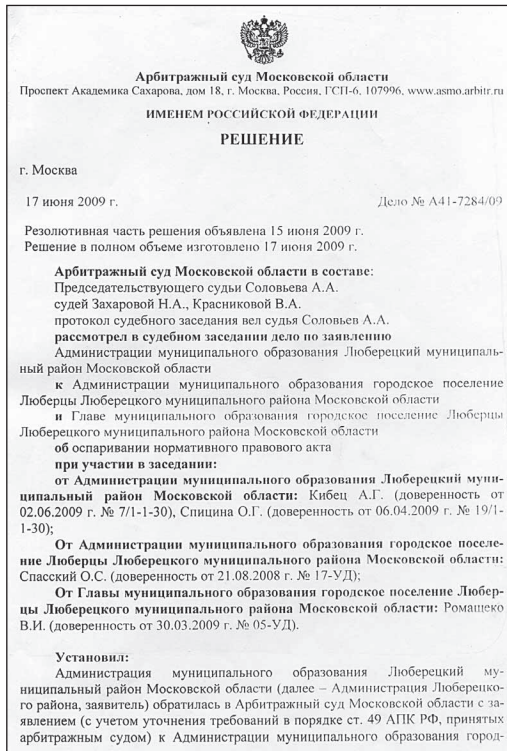 Арбитражный суд Московской области
Проспект Академика Сахарова, дом 18, г. Москва, Россия, ГСП-6, 107996, www.asmo.arbitr.ru
ИМЕНЕМ РОССИЙСКОЙ ФЕДЕРАЦИИ
РЕШЕНИЕ
г. Москва
17 июня 2009 г. Дело № А41-7284/09
Резолютивная часть решения объявлена 15 июня 2009 г.
Решение в полном объеме изготовлено 17 июня 2009 г.
Арбитражный суд Московской области в составе:
Председательствующего судьи Соловьева А.А.
судей Захаровой Н.А., Красниковой В.А.
протокол судебного заседания вел судья Соловьев А.А.
рассмотрел в судебном заседании дело по заявлению
Администрации муниципального образования Люберецкий муниципаль-
ный район Московской области
к Администрации муниципального образования городское поселение
Люберцы Люберецкого муниципального района Московской области
и Главе муниципального образования городское поселение Люберцы
Люберецкого муниципального района Московской области
об оспаривании нормативного правового акта
при участии в заседании:
от Администрации муниципального образования Люберецкий муни-
ципальный район Московской области: Кибец А.Г. (доверенность от
02.06.2009 г. № 7/1-1-30), Спицина О.Г. (доверенность от 06.04.2009 г. № 19/1-
1-30);
От Администрации муниципального образования городское поселе-
ние Люберцы Люберецкого муниципального района Московской области:
Спасский О.С. (доверенность от 21.08.2008 г. № 17-УД);
От Главы муниципального образования городское поселение Любер-
цы Люберецкого муниципального района Московской области: Ромащеко
В.И. (доверенность от 30.03.2009 г. № 05-УД).
Установил:
Администрация муниципального образования Люберецкий му-
ниципальный район Московской области (далее – Администрация Люберецко-
го района, заявитель) обратилась в Арбитражный суд Московской области с за-
явлением (с учетом уточнения требований в порядке ст. 49 АПК РФ, принятых
арбитражным судом) к Администрации муниципального образования город-